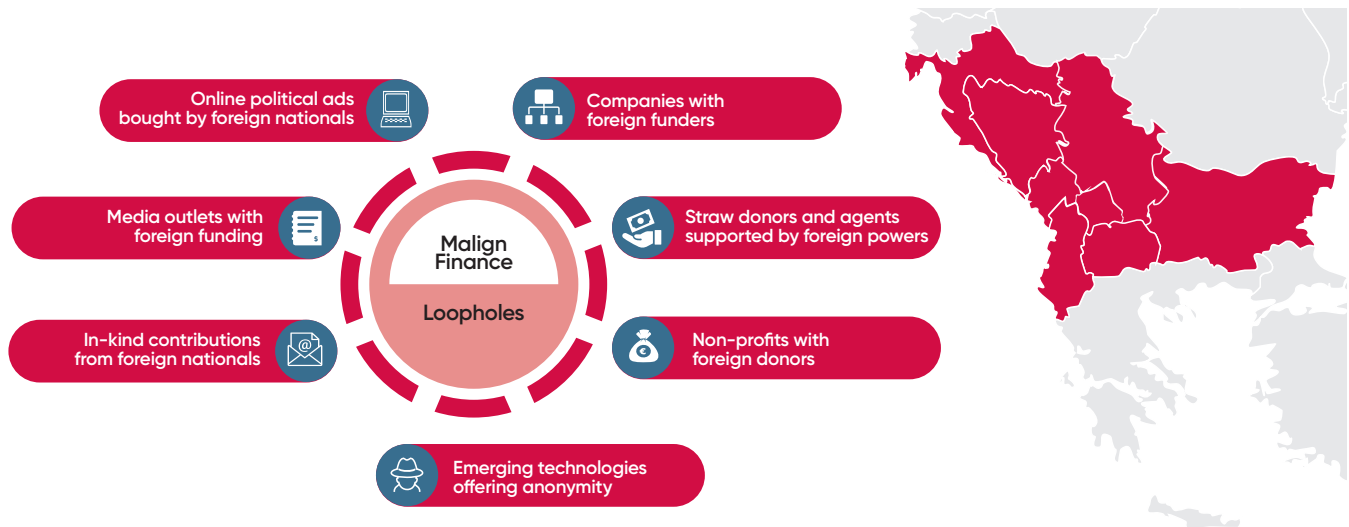 Online political ads
bought by foreign nationals
Companies with
foreign funders
Media outlets with
foreign funding
Malign
Finance
Loopholes
Straw donors and agents
supported by foreign powers
In-kind contributions
from foreign nationals
@
Non-profits with
foreign donors
€
Emerging technologies
offering anonymity
$